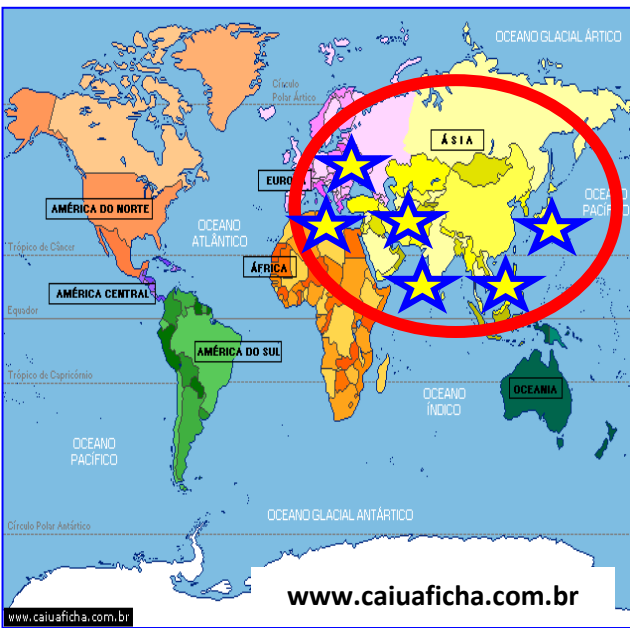 OCEANO GLACIAL ÁRTICO
Círculo
Polar Ártico
ÁSIA
EUROPA
OCEANO
PACÍFICO
AMÉRICA DO NORTE
OCEANO
ATLÂNTICO
Trópico de Câncer
ÁFRICA
AMÉRICA CENTRAL
Equador
AMÉRICA DO SUL
Trópico de Capricórnio
OCEANIA
OCEANO
ÍNDICO
OCEANO
PACÍFICO
OCEANO GLACIAL ANTÁRTICO
Círculo Polar Antártico
www.caiuaficha.com.br
www.caiuaficha.com.br